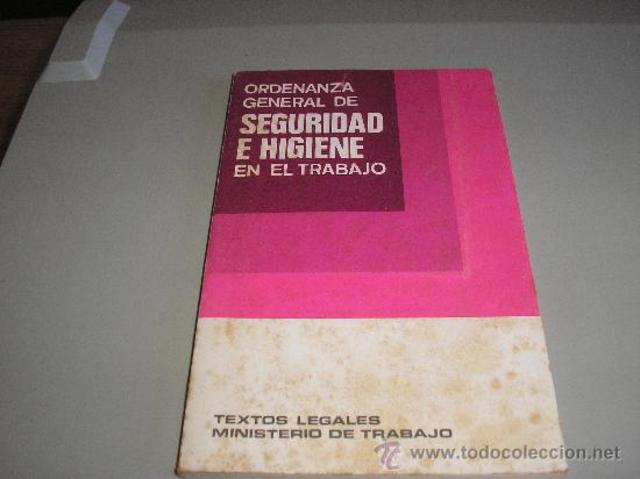 ORDENANZA
GENERAL DE
SEGURIDAD
E HIGIENE
EN EL TRABAJO
TEXTOS LEGALES
MINISTERIO DE TRABAJO
www.todocoleccion.net